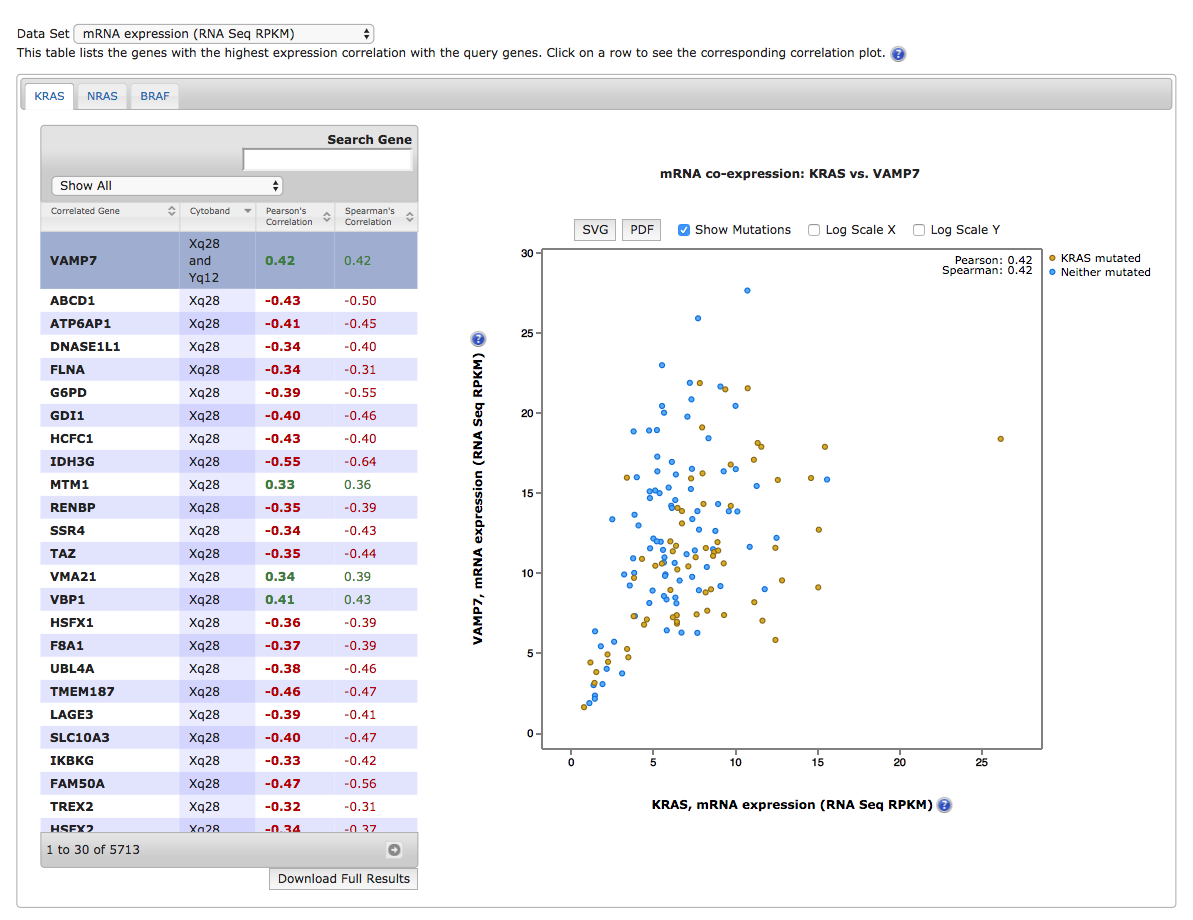 Data Set mRNA expression (RNA Seq RPKM)
This table lists the genes with the highest expression correlation with the query genes. Click on a row to see the corresponding correlation plot. ?
KRAS NRAS BRAF
Search Gene
Show All
Correlated Gene Cytoband Pearson's Correlation Spearman's Correlation
VAMP7 Xq28 and Yq12 0.42 0.42
ABCD1 Xq28 -0.43 -0.50
ATP6AP1 Xq28 -0.41 -0.45
DNASE1L1 Xq28 -0.34 -0.40
FLNA Xq28 -0.34 -0.31
G6PD Xq28 -0.39 -0.55
GDI1 Xq28 -0.40 -0.46
HCFC1 Xq28 -0.43 -0.40
IDH3G Xq28 -0.55 -0.64
MTM1 Xq28 0.33 0.36
RENBP Xq28 -0.35 -0.39
SSR4 Xq28 -0.34 -0.43
TAZ Xq28 -0.35 -0.44
VMA21 Xq28 0.34 0.39
VBP1 Xq28 0.41 0.43
HSFX1 Xq28 -0.36 -0.39
F8A1 Xq28 -0.37 -0.39
UBL4A Xq28 -0.38 -0.46
TMEM187 Xq28 -0.46 -0.47
LAGE3 Xq28 -0.39 -0.41
SLC10A3 Xq28 -0.40 -0.47
IKBKG Xq28 -0.33 -0.42
FAM50A Xq28 -0.47 -0.56
TREX2 Xq28 -0.32 -0.31
HSFX2 Xq28 -0.34 -0.37
1 to 30 of 5713
Download Full Results
mRNA co-expression: KRAS vs. VAMP7
SVG PDF Show Mutations Log Scale X Log Scale Y
Pearson: 0.42
Spearman: 0.42
KRAS mutated
Neither mutated
VAMP7, mRNA expression (RNA Seq RPKM) ?
30
25
20
15
10
5
0
0 5 10 15 20 25
KRAS, mRNA expression (RNA Seq RPKM) ?